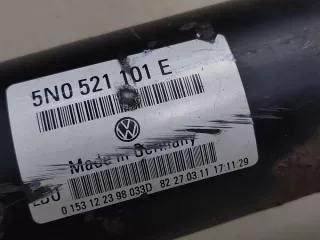 5N0 521 101 E
Made in Germany
0 153 12 23 98 033D 82 27.03.11 17:11:29